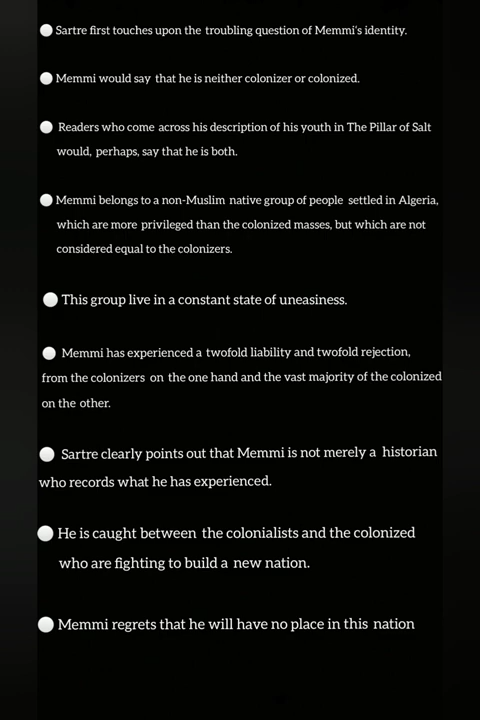 Sartre first touches upon the troubling question of Memmi's identity.
Memmi would say that he is neither colonizer or colonized.
Readers who come across his description of his youth in The Pillar of Salt
would, perhaps, say that he is both.
Memmi belongs to a non-Muslim native group of people settled in Algeria,
which are more privileged than the colonized masses, but which are not
considered equal to the colonizers.
This group live in a constant state of uneasiness.
Memmi has experienced a twofold liability and twofold rejection,
from the colonizers on the one hand and the vast majority of the colonized
on the other.
Sartre clearly points out that Memmi is not merely a historian
who records what he has experienced.
He is caught between the colonialists and the colonized
who are fighting to build a new nation.
Memmi regrets that he will have no place in this nation